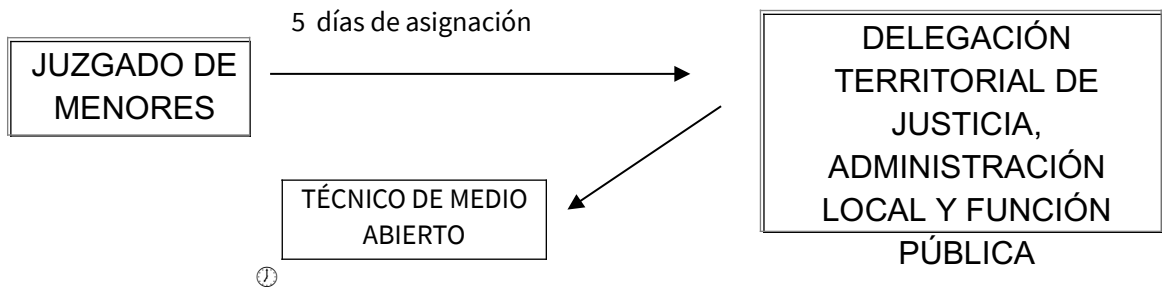 5 días de asignación
JUZGADO DE
MENORES
DELEGACIÓN
TERRITORIAL DE
JUSTICIA,
ADMINISTRACIÓN
LOCAL Y FUNCIÓN
PÚBLICA
TÉCNICO DE MEDIO
ABIERTO